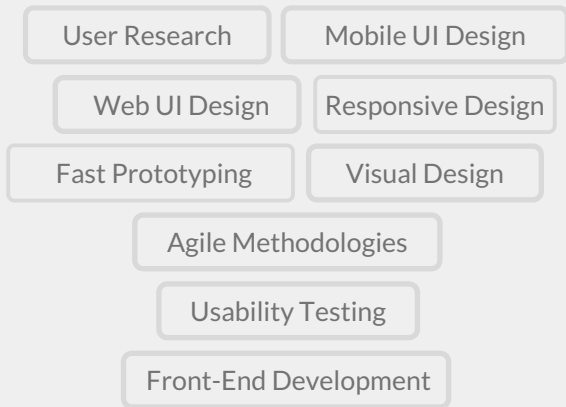 User Research
Mobile UI Design
Web UI Design
Responsive Design
Fast Prototyping
Visual Design
Agile Methodologies
Usability Testing
Front-End Development